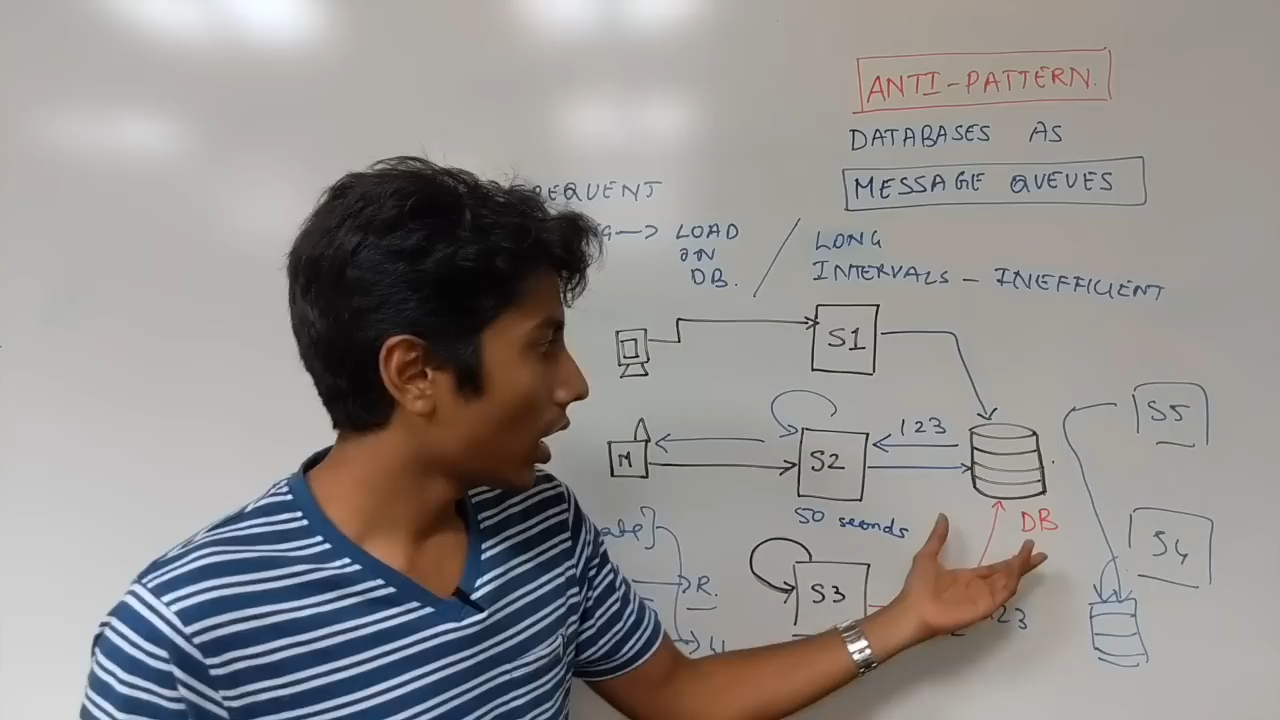 ANTI-PATTERN.
DATABASES AS
MESSAGE QUEUES
FREQUENT
LOAD
ON
DB.
LONG
INTERVALS - INEFFICIENT
S1
S5
123
M
S2
50 seconds
DB
S4
S3
R.
123